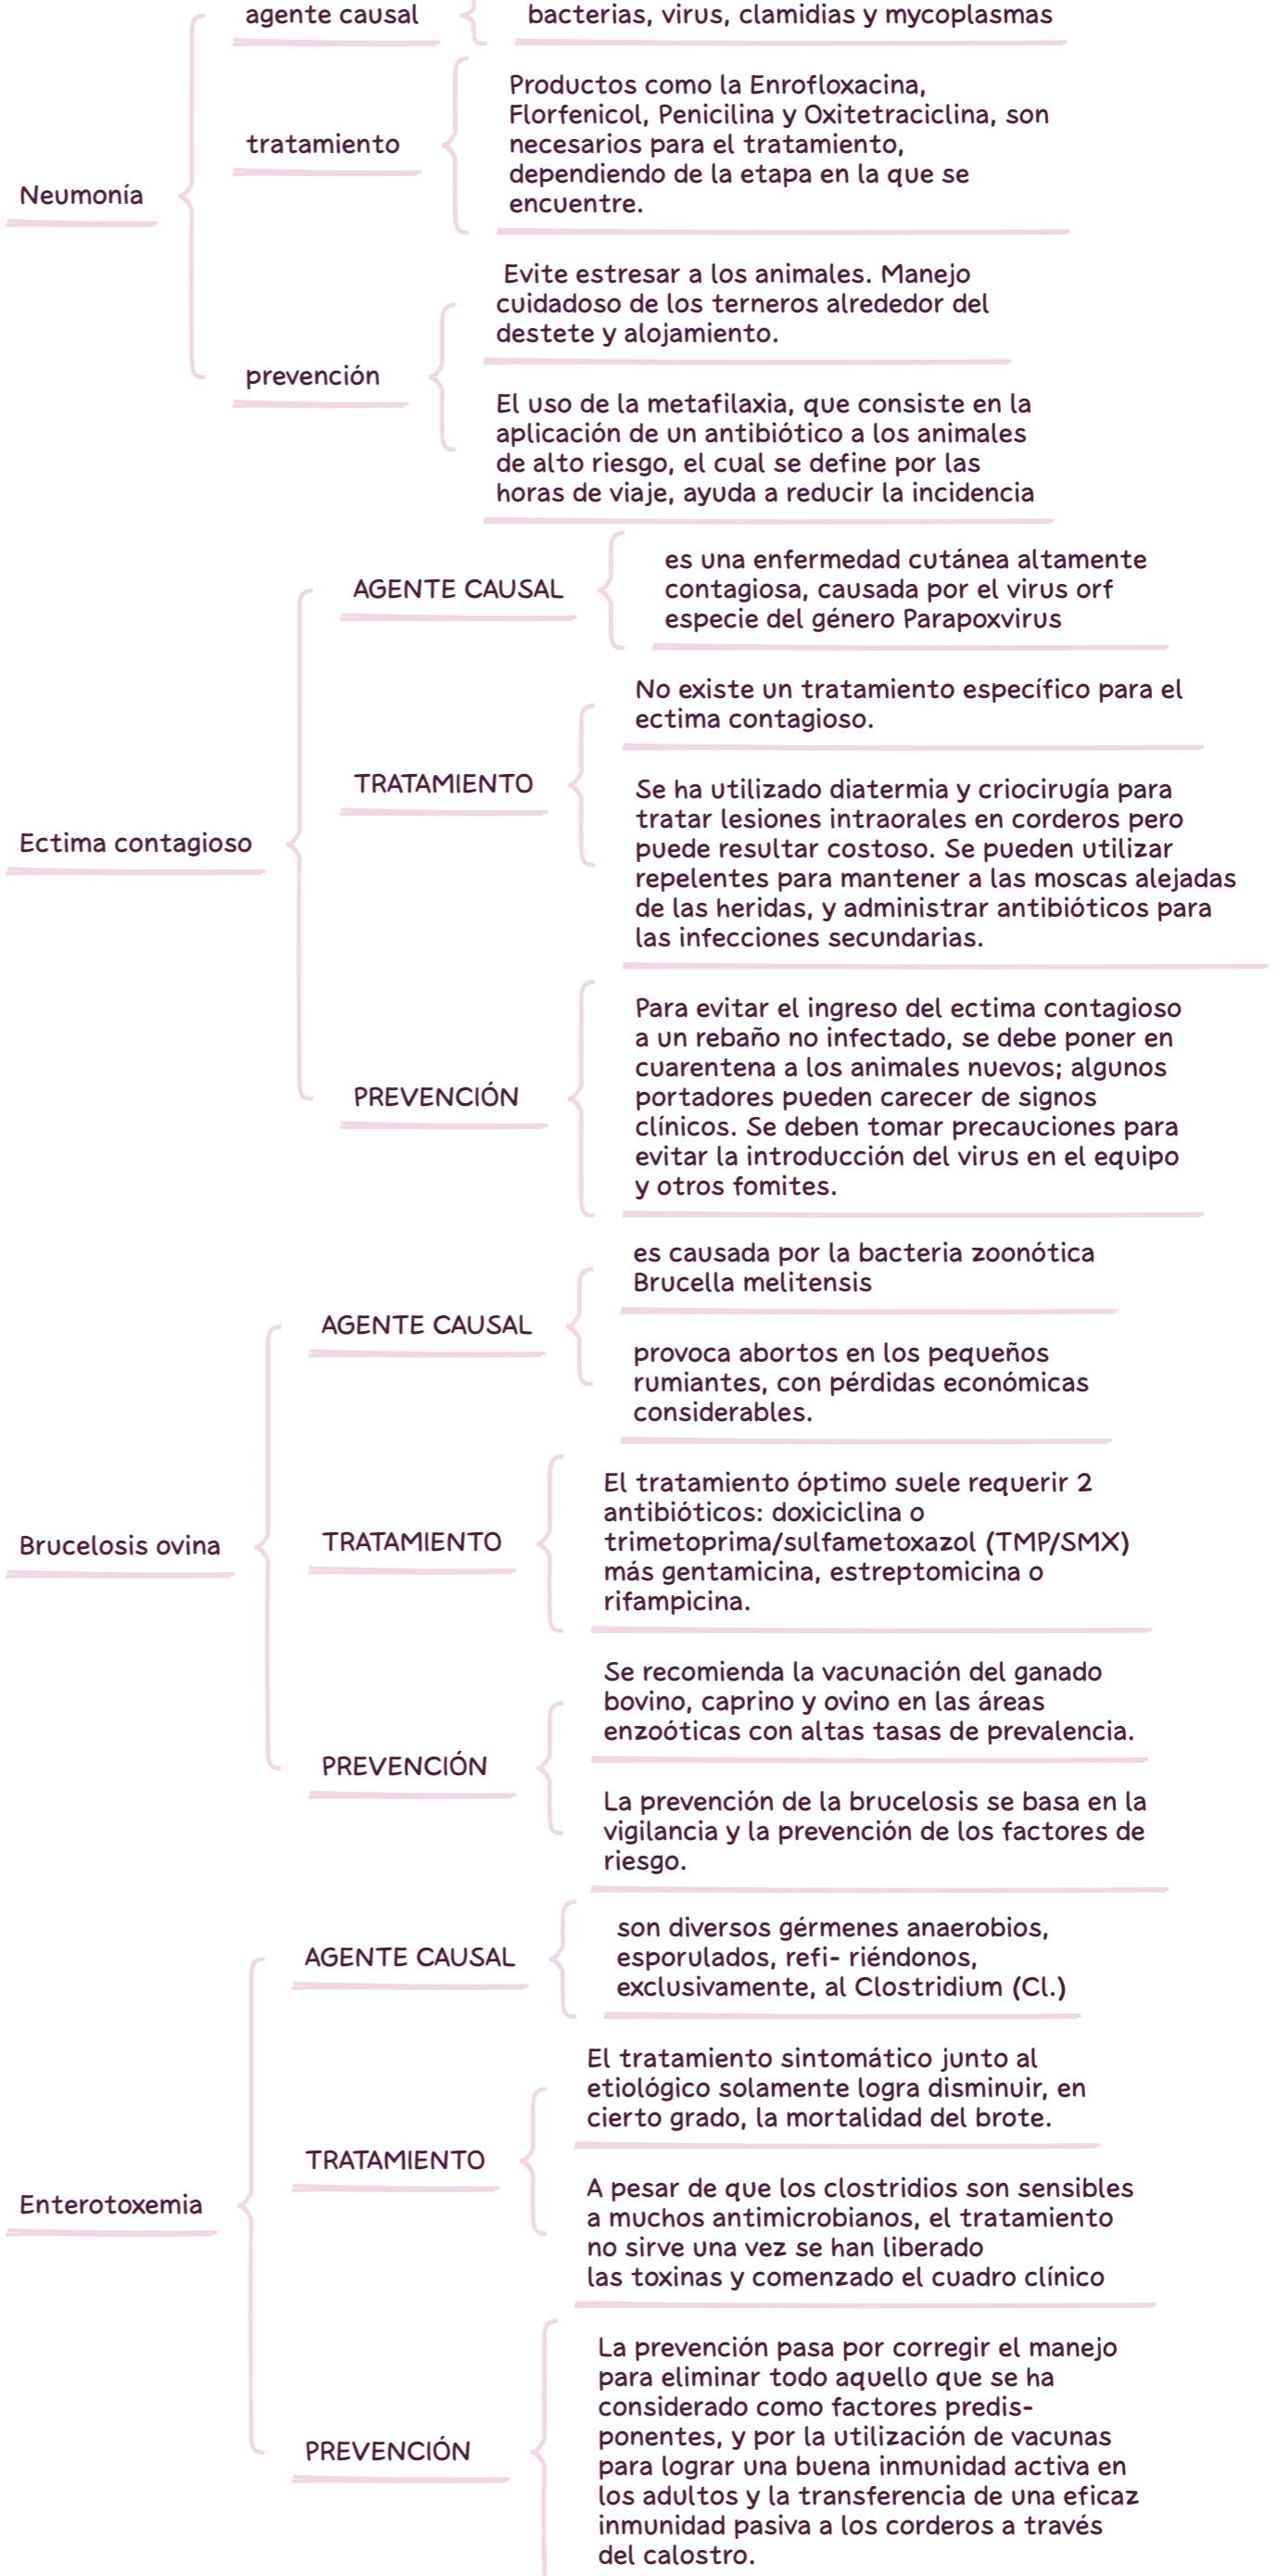 Neumonía
agente causal
bacterias, virus, clamidias y mycoplasmas
tratamiento
Productos como la Enrofloxacina,
Florfenicol, Penicilina y Oxitetraciclina, son
necesarios para el tratamiento,
dependiendo de la etapa en la que se
encuentre.
prevención
Evite estresar a los animales. Manejo
cuidadoso de los terneros alrededor del
destete y alojamiento.
El uso de la metafilaxia, que consiste en la
aplicación de un antibiótico a los animales
de alto riesgo, el cual se define por las
horas de viaje, ayuda a reducir la incidencia
Ectima contagioso
AGENTE CAUSAL
es una enfermedad cutánea altamente
contagiosa, causada por el virus orf
especie del género Parapoxvirus
TRATAMIENTO
No existe un tratamiento específico para el
ectima contagioso.
Se ha utilizado diatermia y criocirugía para
tratar lesiones intraorales en corderos pero
puede resultar costoso. Se pueden utilizar
repelentes para mantener a las moscas alejadas
de las heridas, y administrar antibióticos para
las infecciones secundarias.
PREVENCIÓN
Para evitar el ingreso del ectima contagioso
a un rebaño no infectado, se debe poner en
cuarentena a los animales nuevos; algunos
portadores pueden carecer de signos
clínicos. Se deben tomar precauciones para
evitar la introducción del virus en el equipo
y otros fomites.
Brucelosis ovina
AGENTE CAUSAL
es causada por la bacteria zoonótica
Brucella melitensis
provoca abortos en los pequeños
rumiantes, con pérdidas económicas
considerables.
TRATAMIENTO
El tratamiento óptimo suele requerir 2
antibióticos: doxiciclina o
trimetoprima/sulfametoxazol (TMP/SMX)
más gentamicina, estreptomicina o
rifampicina.
PREVENCIÓN
Se recomienda la vacunación del ganado
bovino, caprino y ovino en las áreas
enzoóticas con altas tasas de prevalencia.
La prevención de la brucelosis se basa en la
vigilancia y la prevención de los factores de
riesgo.
Enterotoxemia
AGENTE CAUSAL
son diversos gérmenes anaerobios,
esporulados, refi- riéndonos,
exclusivamente, al Clostridium (Cl.)
TRATAMIENTO
El tratamiento sintomático junto al
etiológico solamente logra disminuir, en
cierto grado, la mortalidad del brote.
A pesar de que los clostridios son sensibles
a muchos antimicrobianos, el tratamiento
no sirve una vez se han liberado
las toxinas y comenzado el cuadro clínico
PREVENCIÓN
La prevención pasa por corregir el manejo
para eliminar todo aquello que se ha
considerado como factores predis-
ponentes, y por la utilización de vacunas
para lograr una buena inmunidad activa en
los adultos y la transferencia de una eficaz
inmunidad pasiva a los corderos a través
del calostro.